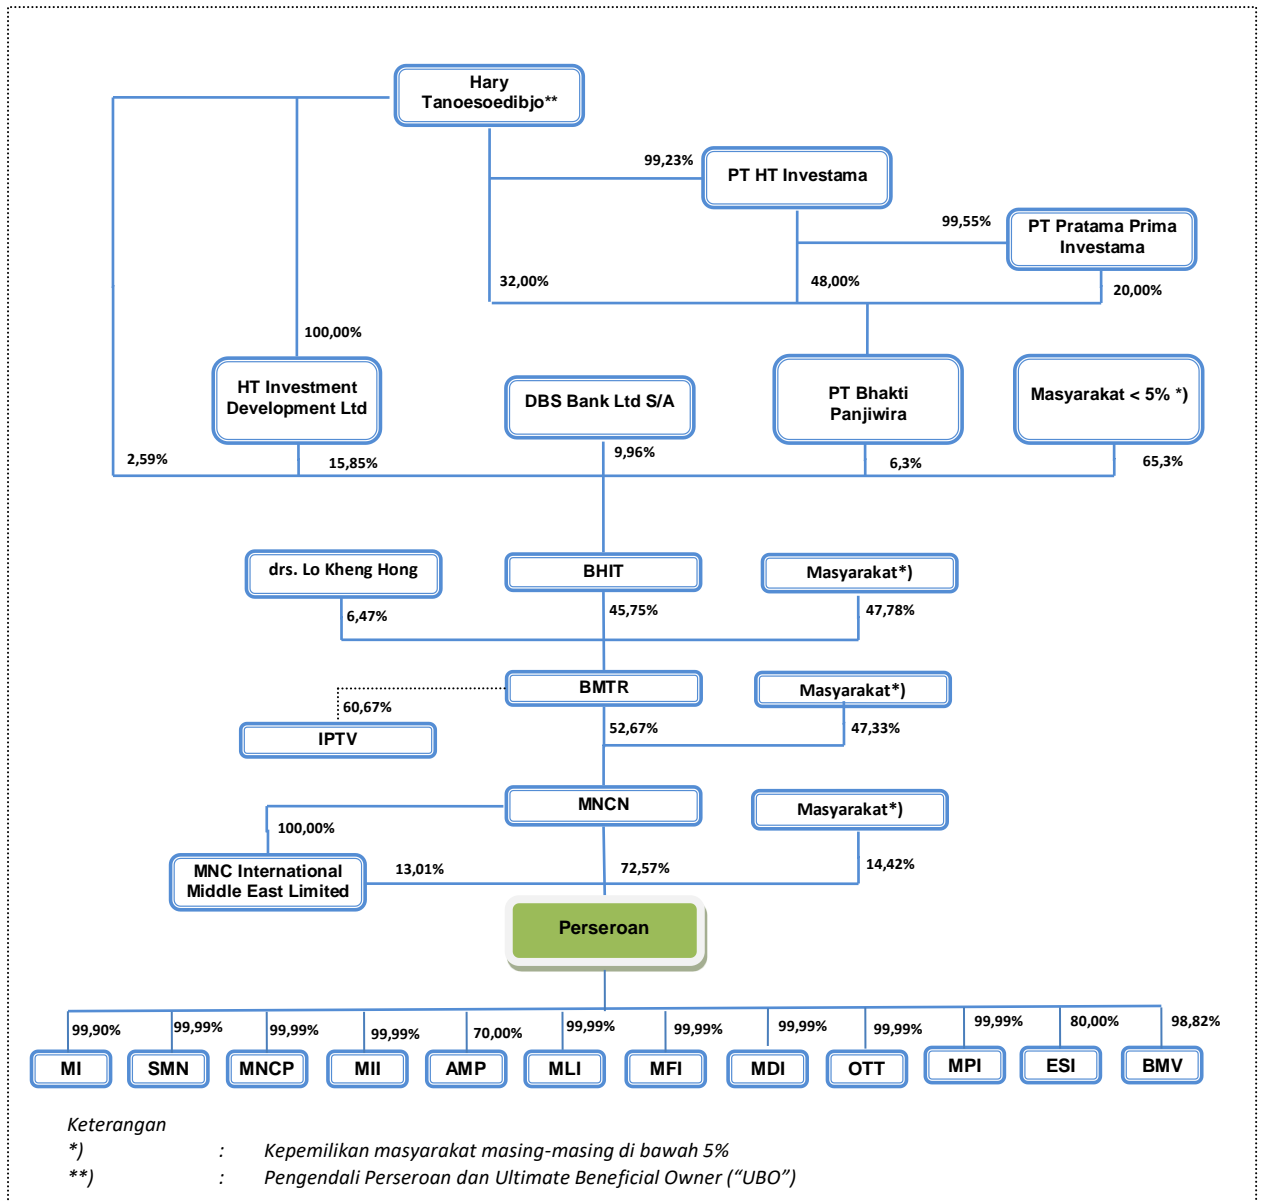 Hary
Tanoesoedibjo**
99,23%
PT HT Investama
99,55%
PT Pratama Prima
Investama
32,00%
48,00%
20,00%
100,00%
HT Investment
Development Ltd
DBS Bank Ltd S/A
PT Bhakti
Panjiwira
Masyarakat < 5% *)
2,59%
15,85%
9,96%
6,3%
65,3%
drs. Lo Kheng Hong
BHIT
Masyarakat*)
6,47%
45,75%
47,78%
BMTR
Masyarakat*)
60,67%
52,67%
47,33%
IPTV
MNCN
Masyarakat*)
100,00%
MNC International
Middle East Limited
13,01%
72,57%
14,42%
Perseroan
99,90%
99,99%
99,99%
99,99%
70,00%
99,99%
99,99%
99,99%
99,99%
99,99%
80,00%
98,82%
MI
SMN
MNCP
MII
AMP
MLI
MFI
MDI
OTT
MPI
ESI
BMV
Keterangan
*) : Kepemilikan masyarakat masing-masing di bawah 5%
**) : Pengendali Perseroan dan Ultimate Beneficial Owner (“UBO”)